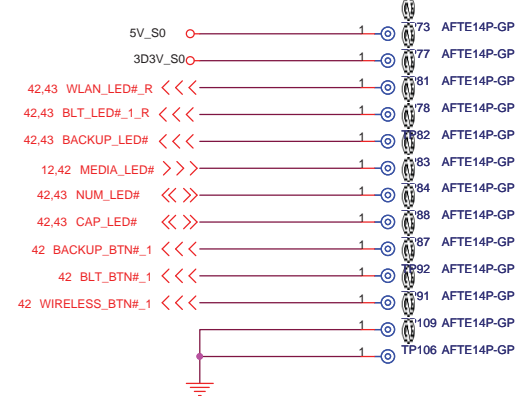 5V_S0 1 73 AFTE14P-GP
3D3V_S0 1 77 AFTE14P-GP
42,43 WLAN_LED#_R 1 81 AFTE14P-GP
42,43 BLT_LED#_1_R 1 78 AFTE14P-GP
42,43 BACKUP_LED# 1 TP82 AFTE14P-GP
12,42 MEDIA_LED# 1 83 AFTE14P-GP
42,43 NUM_LED# 1 84 AFTE14P-GP
42,43 CAP_LED# 1 88 AFTE14P-GP
42 BACKUP_BTN#_1 1 87 AFTE14P-GP
42 BLT_BTN#_1 1 TP92 AFTE14P-GP
42 WIRELESS_BTN#_1 1 91 AFTE14P-GP
1 109 AFTE14P-GP
1 TP106 AFTE14P-GP